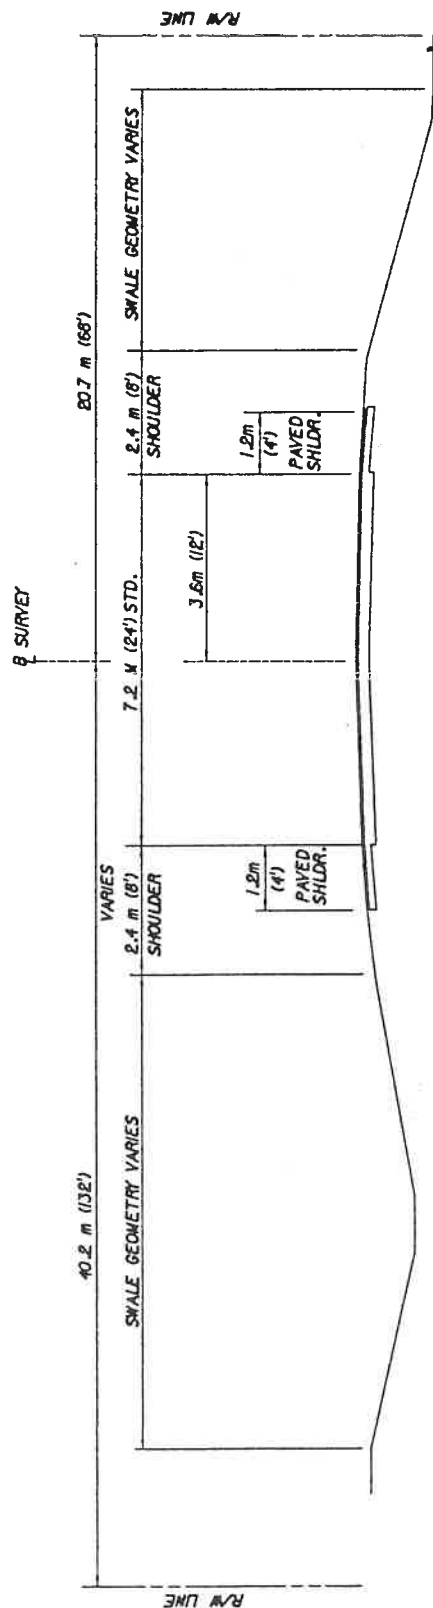 R/W LINE
20.7 m (68')
SWALE GEOMETRY VARIES
2.4 m (8')
SHOULDER
1.2m
(4')
PAVED
SHLDR.
3.6m (12')
B SURVEY
7.2 M (24') STD.
VARIES
2.4 m (8')
SHOULDER
1.2m
(4')
PAVED
SHLDR.
SWALE GEOMETRY VARIES
40.2 m (132')
R/W LINE